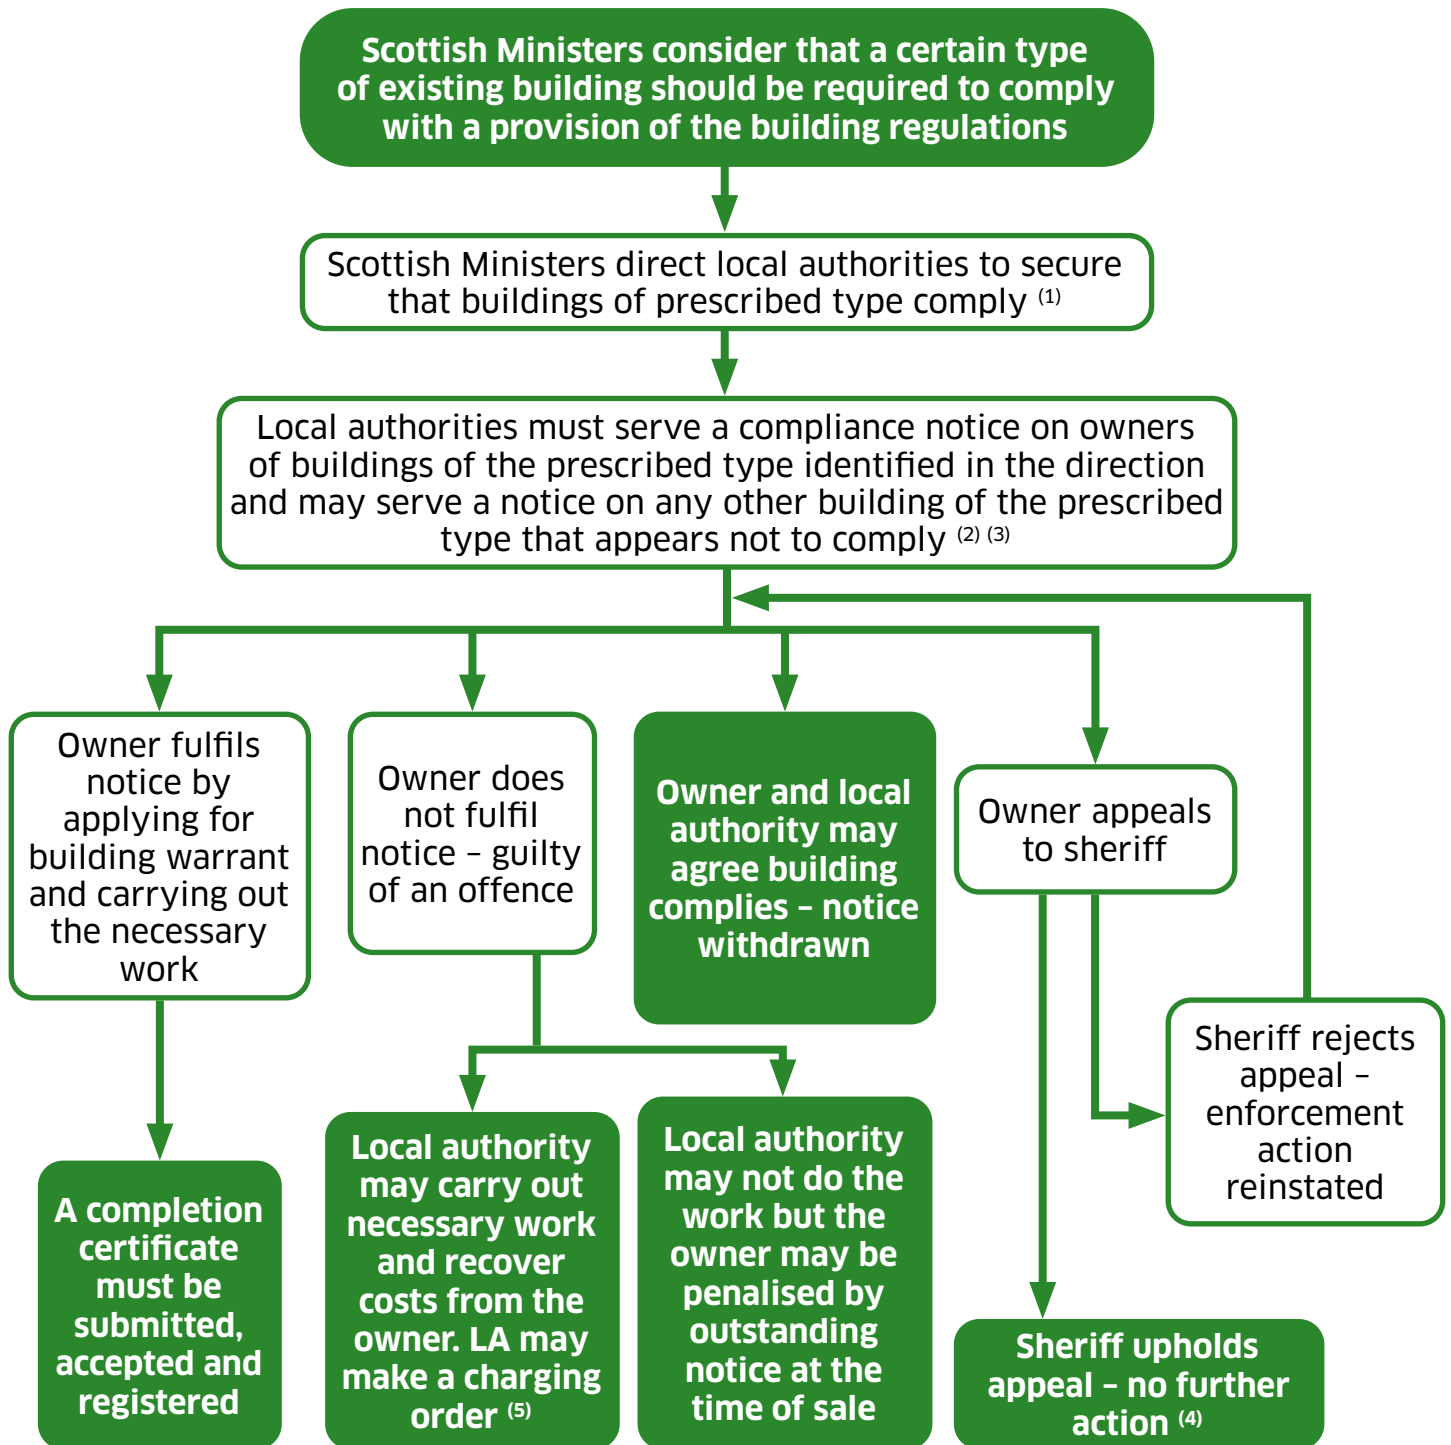 Scottish Ministers consider that a certain type
of existing building should be required to comply
with a provision of the building regulations
Scottish Ministers direct local authorities to secure
that buildings of prescribed type comply (1)
Local authorities must serve a compliance notice on owners
of buildings of the prescribed type identified in the direction
and may serve a notice on any other building of the prescribed
type that appears not to comply (2) (3)
Owner fulfils
notice by
applying for
building warrant
and carrying out
the necessary
work
Owner does
not fulfil
notice – guilty
of an offence
Owner and local
authority may
agree building
complies – notice
withdrawn
Owner appeals
to sheriff
Sheriff rejects
appeal –
enforcement
action
reinstated
A completion
certificate
must be
submitted,
accepted and
registered
Local authority
may carry out
necessary work
and recover
costs from the
owner. LA may
make a charging
order (5)
Local authority
may not do the
work but the
owner may be
penalised by
outstanding
notice at the
time of sale
Sheriff upholds
appeal – no further
action (4)